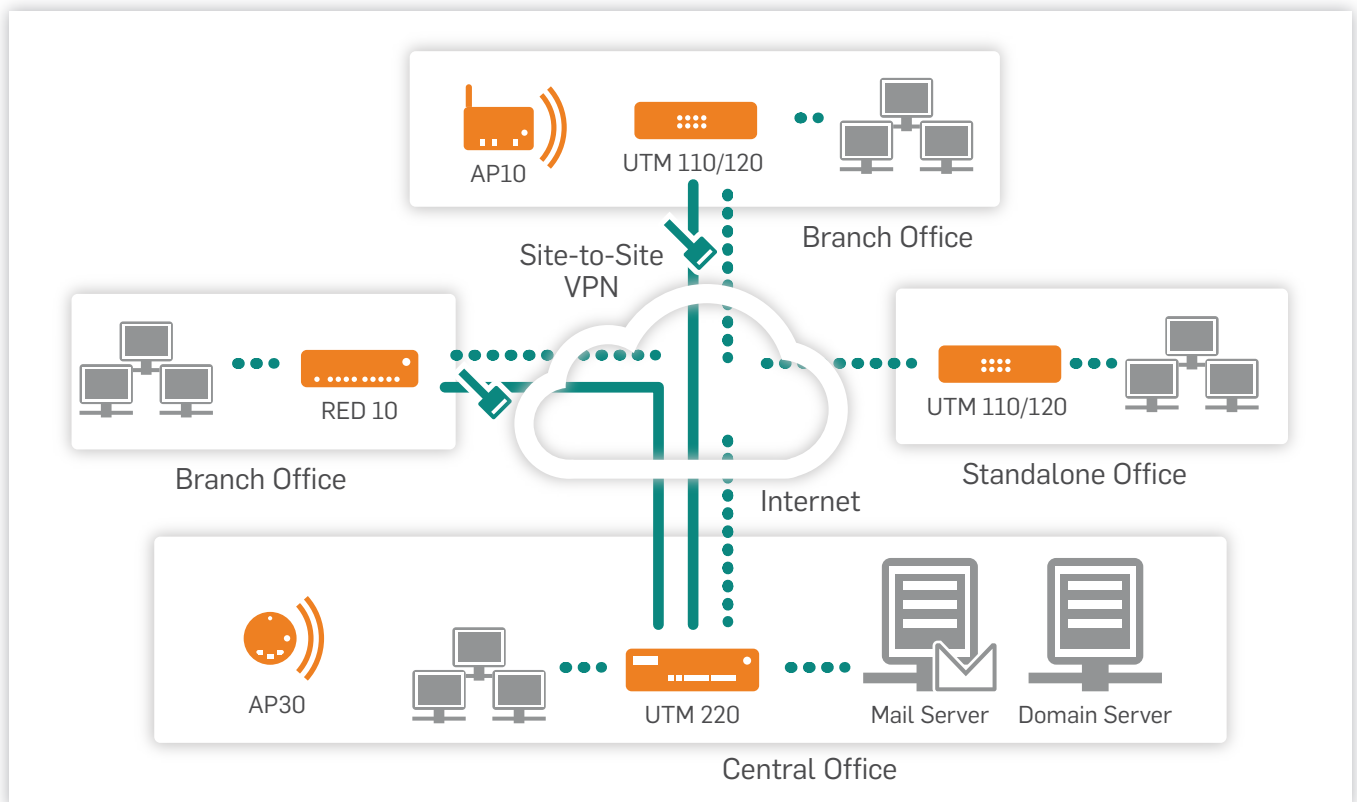 AP10
UTM 110/120
Branch Office
Site-to-Site
VPN
RED 10
Branch Office
UTM 110/120
Standalone Office
Internet
AP30
UTM 220
Mail Server
Domain Server
Central Office